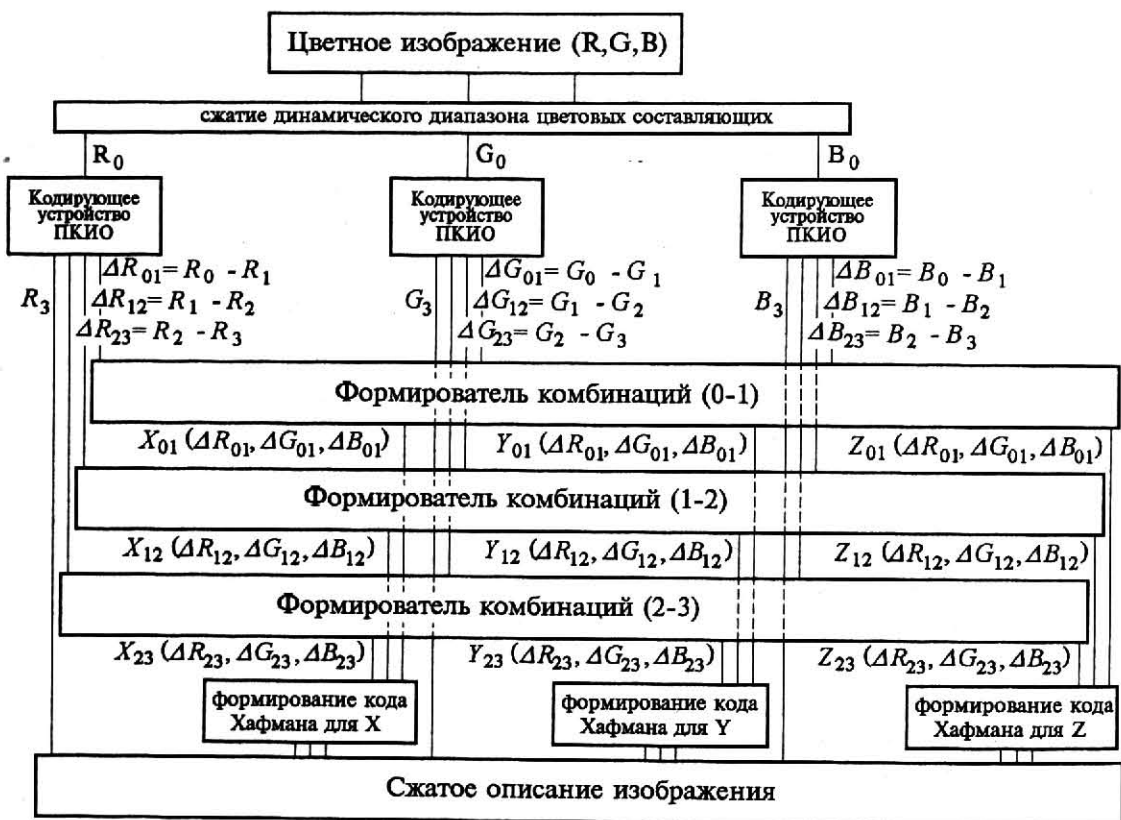 Цветное изображение (R,G,B)
сжатие динамического диапазона цветовых составляющих
R0 G0 B0
Кодирующее устройство ПКИО
Кодирующее устройство ПКИО
Кодирующее устройство ПКИО
R3
ΔR01= R0 - R1
ΔR12= R1 - R2
ΔR23= R2 - R3
G3
ΔG01= G0 - G1
ΔG12= G1 - G2
ΔG23= G2 - G3
B3
ΔB01= B0 - B1
ΔB12= B1 - B2
ΔB23= B2 - B3
Формирователь комбинаций (0-1)
X01 (ΔR01, ΔG01, ΔB01) Y01 (ΔR01, ΔG01, ΔB01) Z01 (ΔR01, ΔG01, ΔB01)
Формирователь комбинаций (1-2)
X12 (ΔR12, ΔG12, ΔB12) Y12 (ΔR12, ΔG12, ΔB12) Z12 (ΔR12, ΔG12, ΔB12)
Формирователь комбинаций (2-3)
X23 (ΔR23, ΔG23, ΔB23) Y23 (ΔR23, ΔG23, ΔB23) Z23 (ΔR23, ΔG23, ΔB23)
формирование кода
Хафмана для X
формирование кода
Хафмана для Y
формирование кода
Хафмана для Z
Сжатое описание изображения